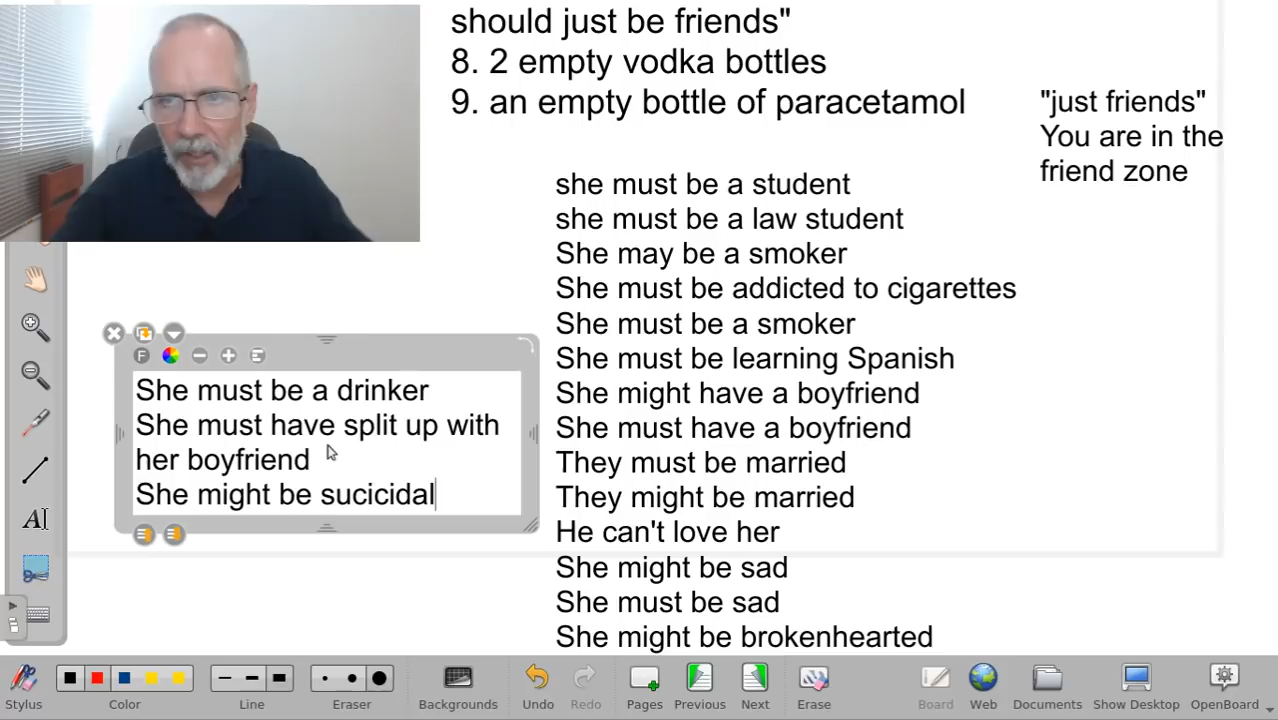 should just be friends"
8. 2 empty vodka bottles
9. an empty bottle of paracetamol
"just friends"
You are in the
friend zone
she must be a student
she must be a law student
She may be a smoker
She must be addicted to cigarettes
She must be a smoker
She must be learning Spanish
She might have a boyfriend
She must have a boyfriend
They must be married
They might be married
He can't love her
She might be sad
She must be sad
She might be brokenhearted
F
She must be a drinker
She must have split up with
her boyfriend
She might be sucicidal
Stylus
Color
Line
Eraser
Backgrounds
Undo
Redo
Pages
Previous
Next
Erase
Board
Web
Documents
Show Desktop
OpenBoard